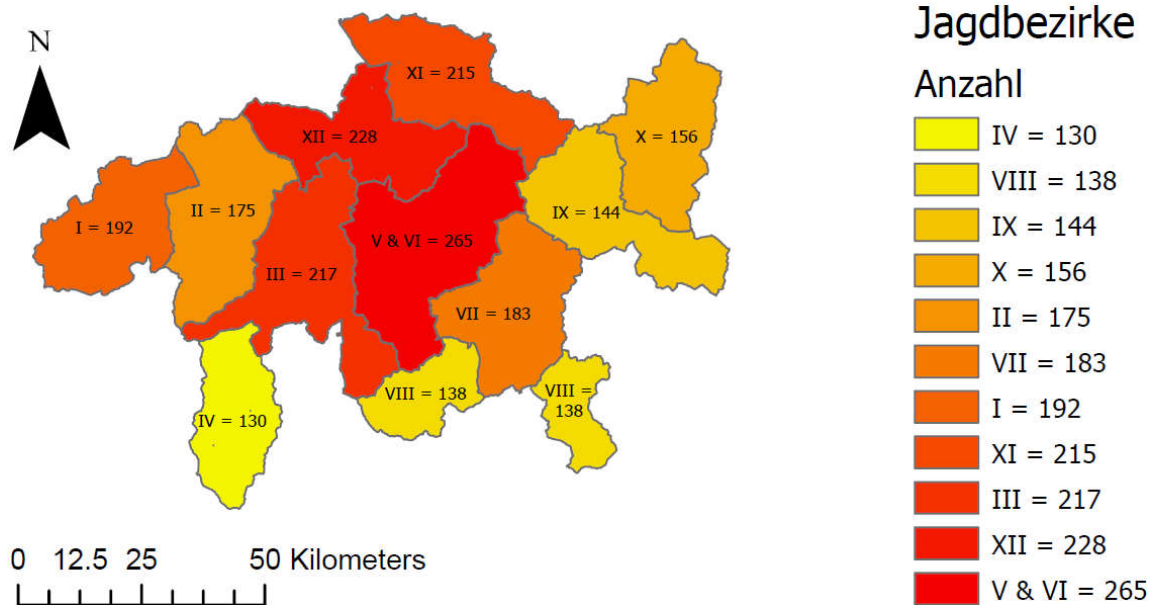 N
XI = 215
X = 156
XII = 228
IX = 144
II = 175
I = 192
V & VI = 265
III = 217
VII = 183
VIII = 138
VIII =
138
IV = 130
0 12.5 25 50 Kilometers
Jagdbezirke
Anzahl
IV = 130
VIII = 138
IX = 144
X = 156
II = 175
VII = 183
I = 192
XI = 215
III = 217
XII = 228
V & VI = 265